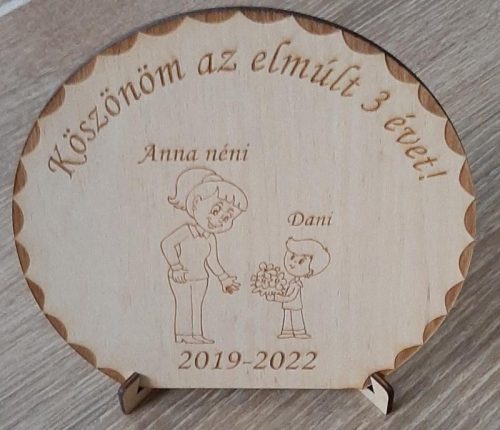 Köszönöm az elmúlt 3 évet!
Anna néni
Dani
2019-2022